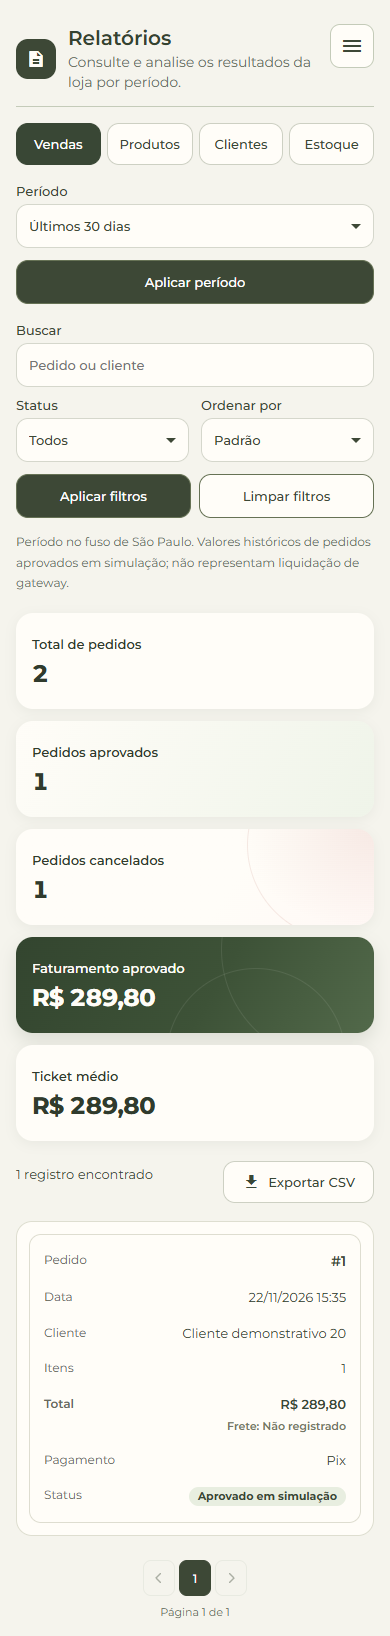 Relatórios
Consulte e analise os resultados da
loja por período.
Vendas
Produtos
Clientes
Estoque
Período
Últimos 30 dias
Aplicar período
Buscar
Pedido ou cliente
Status
Ordenar por
Todos
Padrão
Aplicar filtros
Limpar filtros
Período no fuso de São Paulo. Valores históricos de pedidos
aprovados em simulação; não representam liquidação de
gateway.
Total de pedidos
2
Pedidos aprovados
1
Pedidos cancelados
1
Faturamento aprovado
R$ 289,80
Ticket médio
R$ 289,80
1 registro encontrado
Exportar CSV
Pedido #1
Data 22/11/2026 15:35
Cliente Cliente demonstrativo 20
Itens 1
Total R$ 289,80
Frete: Não registrado
Pagamento Pix
Status Aprovado em simulação
1
Página 1 de 1